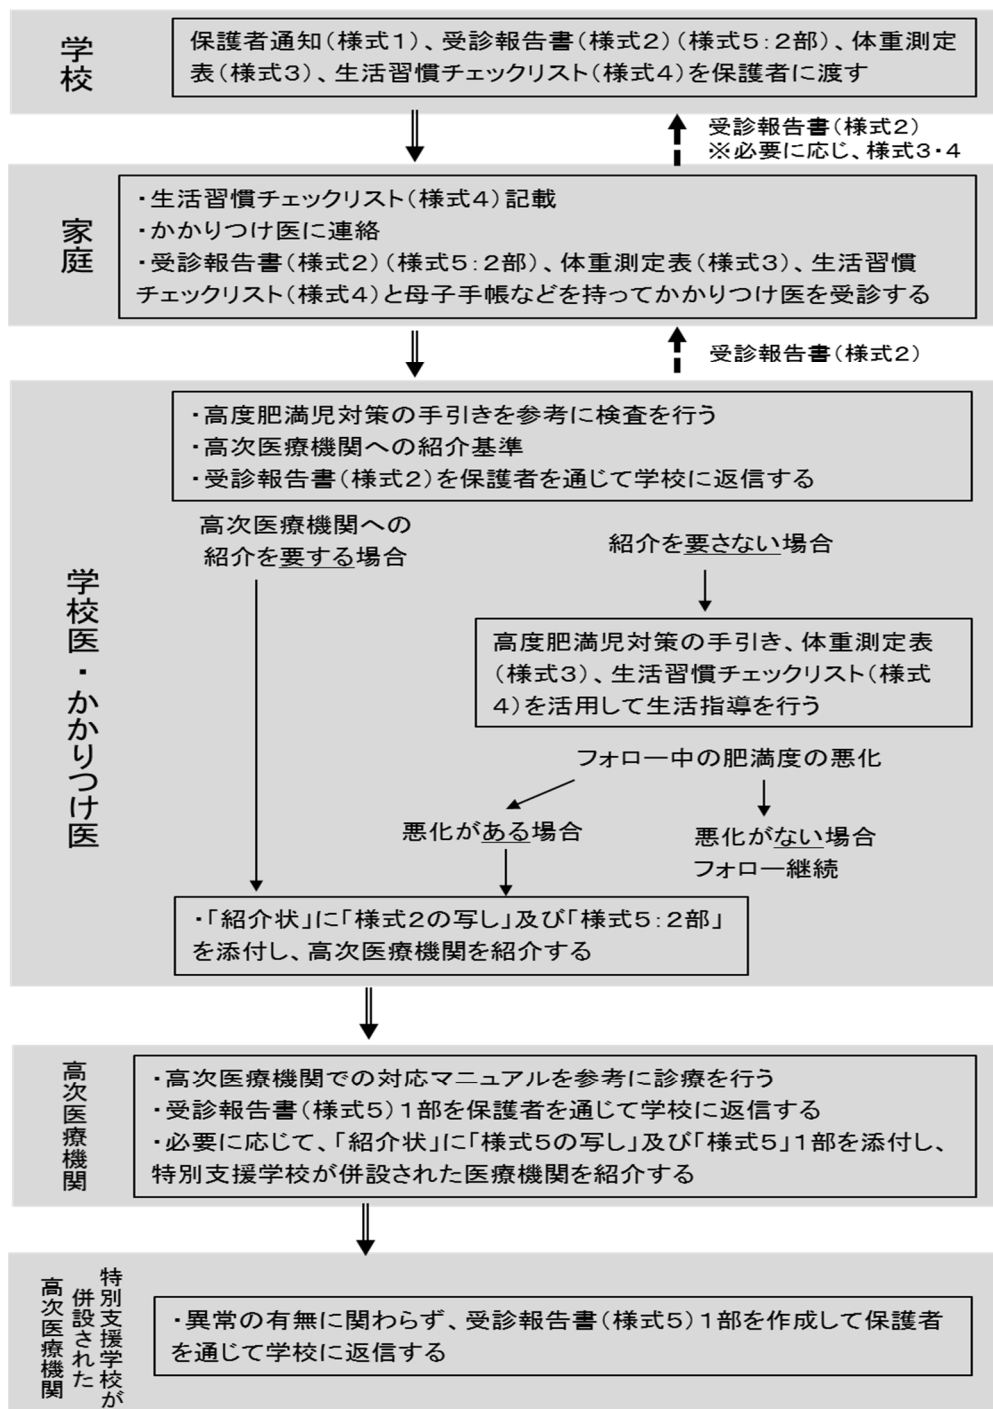 学校
保護者通知(様式1)、受診報告書(様式2)(様式5:2部)、体重測定
表(様式3)、生活習慣チェックリスト(様式4)を保護者に渡す
受診報告書(様式2)
※必要に応じ、様式3・4
家庭
・生活習慣チェックリスト(様式4)記載
・かかりつけ医に連絡
・受診報告書(様式2)(様式5:2部)、体重測定表(様式3)、生活習慣
チェックリスト(様式4)と母子手帳などを持ってかかりつけ医を受診する
受診報告書(様式2)
学校医・かかりつけ医
・高度肥満児対策の手引きを参考に検査を行う
・高次医療機関への紹介基準
・受診報告書(様式2)を保護者を通じて学校に返信する
高次医療機関への
紹介を要する場合
紹介を要さない場合
高度肥満児対策の手引き、体重測定表
(様式3)、生活習慣チェックリスト(様式
4)を活用して生活指導を行う
フォロー中の肥満度の悪化
悪化がある場合
悪化がない場合
フォロー継続
・「紹介状」に「様式2の写し」及び「様式5:2部」
を添付し、高次医療機関を紹介する
高次医療機関
・高次医療機関での対応マニュアルを参考に診療を行う
・受診報告書(様式5)1部を保護者を通じて学校に返信する
・必要に応じて、「紹介状」に「様式5の写し」及び「様式5」1部を添付し、
特別支援学校が併設された医療機関を紹介する
特別支援学校が
併設された
高次医療機関
・異常の有無に関わらず、受診報告書(様式5)1部を作成して保護者
を通じて学校に返信する